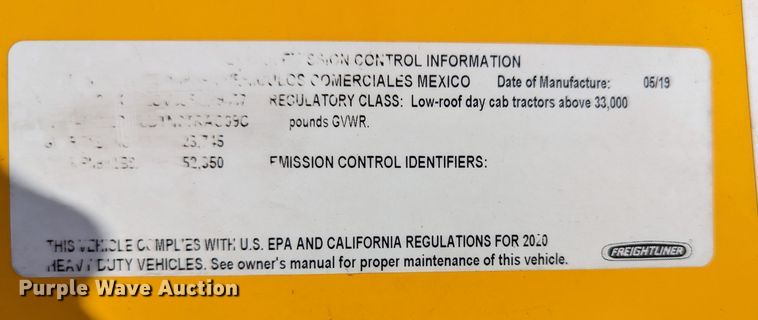 EMISSION CONTROL INFORMATION
COMERCIALES MEXICO Date of Manufacture: 05/19
REGULATORY CLASS: Low-roof day cab tractors above 33,000
pounds GVWR.
52,350 EMISSION CONTROL IDENTIFIERS:
THIS VEHICLE COMPLIES WITH U.S. EPA AND CALIFORNIA REGULATIONS FOR 2020
HEAVY DUTY VEHICLES. See owner's manual for proper maintenance of this vehicle.
FREIGHTLINER
Purple Wave Auction